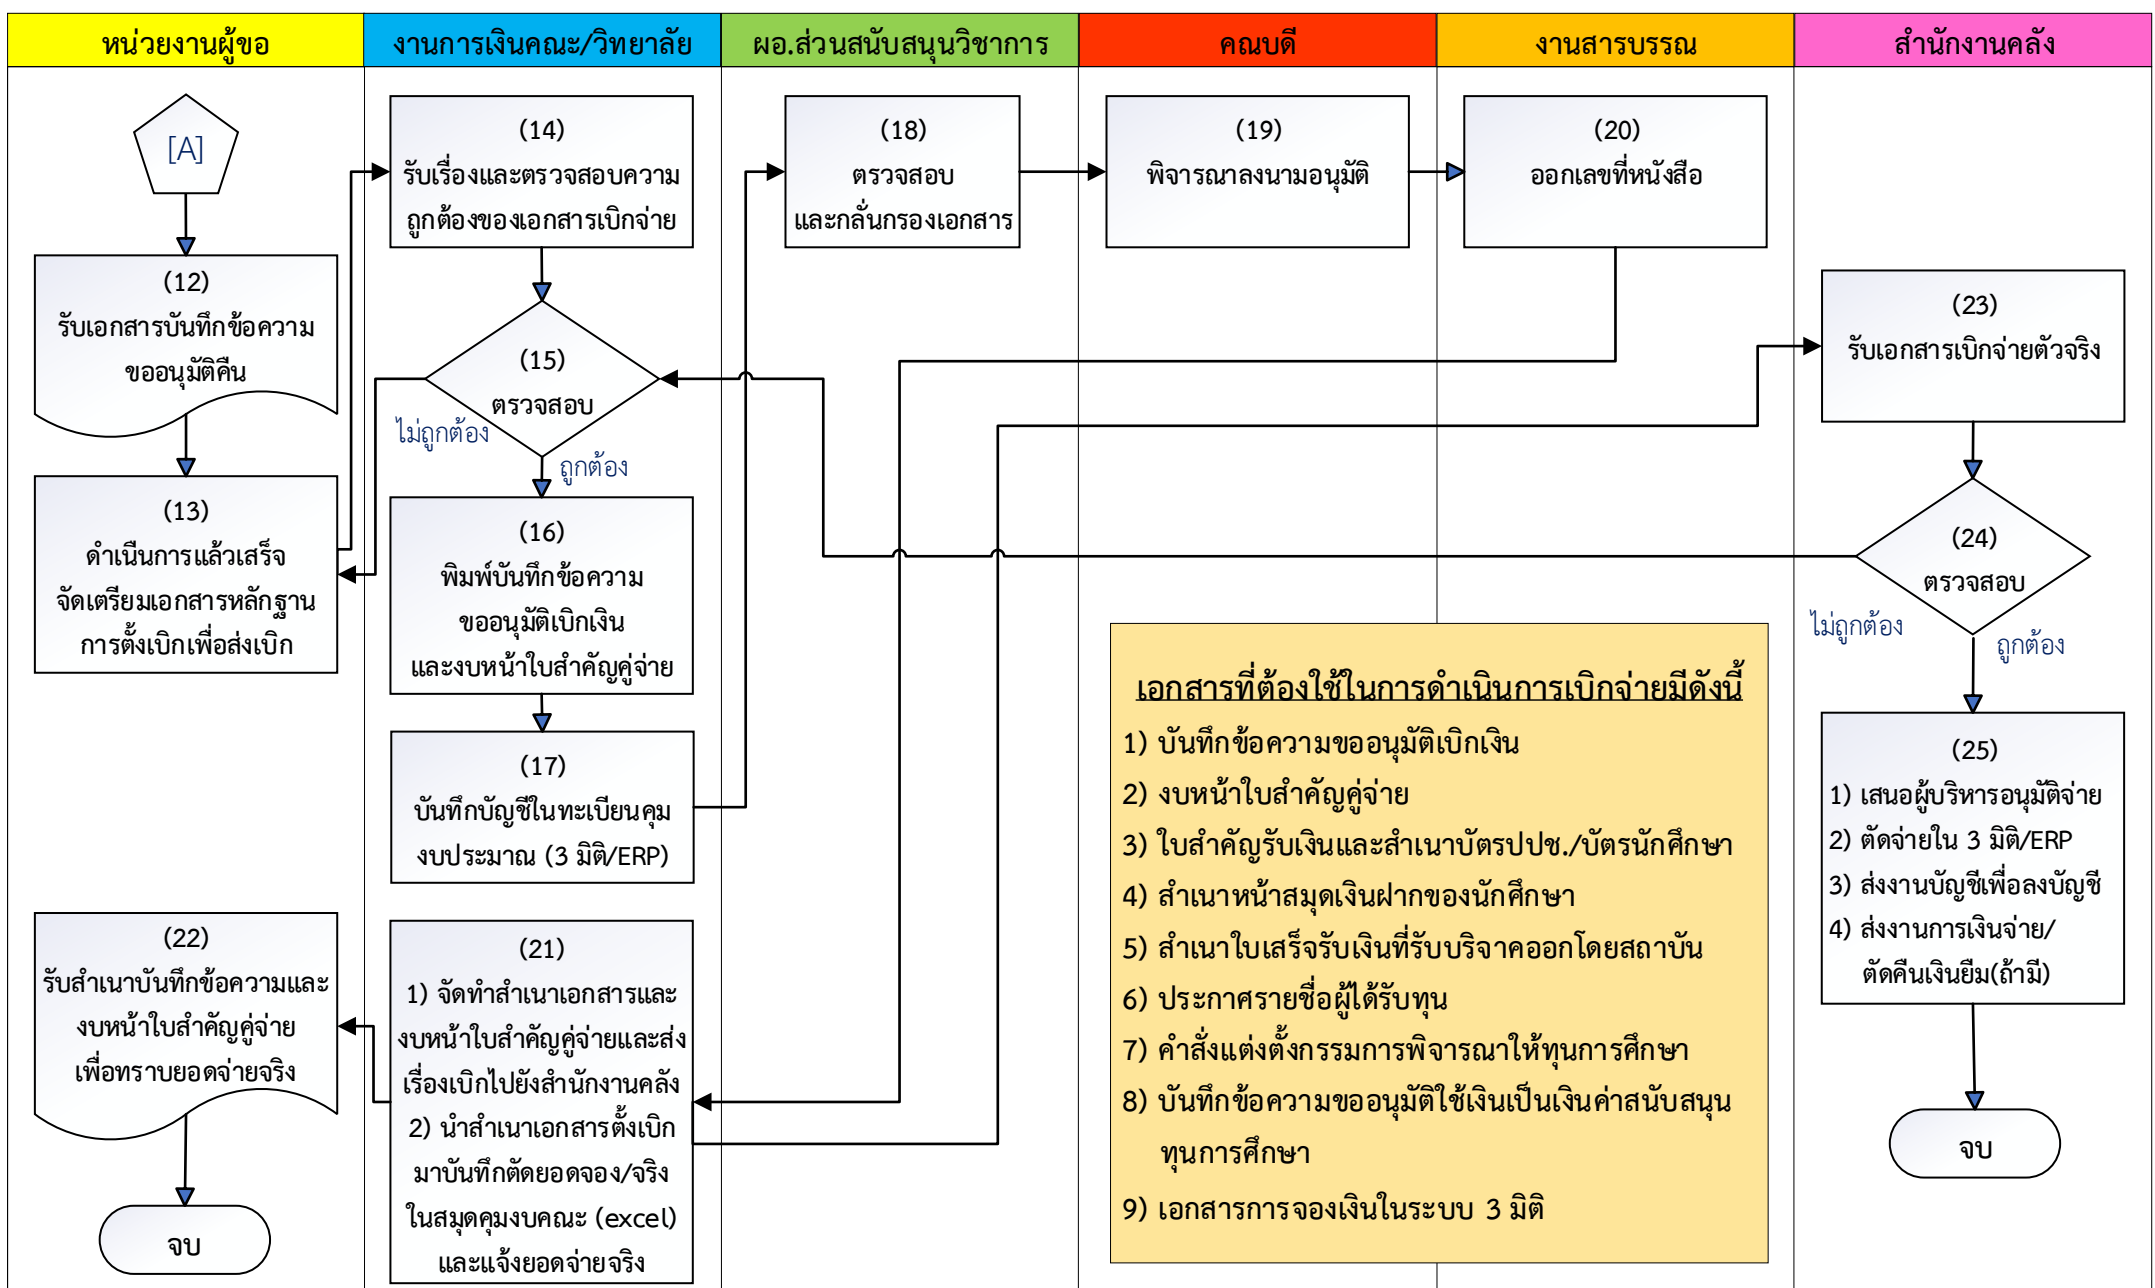 หน่วยงานผู้ขอ
งานการเงินคณะ/วิทยาลัย
ผอ.ส่วนสนับสนุนวิชาการ
คณบดี
งานสารบรรณ
สำนักงานคลัง
[A]
(12)
รับเอกสารบันทึกข้อความ
ขออนุมัติคืน
(13)
ดำเนินการแล้วเสร็จ
จัดเตรียมเอกสารหลักฐาน
การตั้งเบิกเพื่อส่งเบิก
(14)
รับเรื่องและตรวจสอบความ
ถูกต้องของเอกสารเบิกจ่าย
(15)
ตรวจสอบ
ไม่ถูกต้อง
ถูกต้อง
(16)
พิมพ์บันทึกข้อความ
ขออนุมัติเบิกเงิน
และงบหน้าใบสำคัญคู่จ่าย
(17)
บันทึกบัญชีในทะเบียนคุม
งบประมาณ (3 มิติ/ERP)
(18)
ตรวจสอบ
และกลั่นกรองเอกสาร
(19)
พิจารณาลงนามอนุมัติ
(20)
ออกเลขที่หนังสือ
(21)
1) จัดทำสำเนาเอกสารและ
งบหน้าใบสำคัญคู่จ่ายและส่ง
เรื่องเบิกไปยังสำนักงานคลัง
2) นำสำเนาเอกสารตั้งเบิก
มาบันทึกตัดยอดจอง/จริง
ในสมุดคุมงบคณะ (excel)
และแจ้งยอดจ่ายจริง
(22)
รับสำเนาบันทึกข้อความและ
งบหน้าใบสำคัญคู่จ่าย
เพื่อทราบยอดจ่ายจริง
จบ
(23)
รับเอกสารเบิกจ่ายตัวจริง
(24)
ตรวจสอบ
ไม่ถูกต้อง
ถูกต้อง
(25)
1) เสนอผู้บริหารอนุมัติจ่าย
2) ตัดจ่ายใน 3 มิติ/ERP
3) ส่งงานบัญชีเพื่อลงบัญชี
4) ส่งงานการเงินจ่าย/
ตัดคืนเงินยืม(ถ้ามี)
จบ
เอกสารที่ต้องใช้ในการดำเนินการเบิกจ่ายมีดังนี้
1) บันทึกข้อความขออนุมัติเบิกเงิน
2) งบหน้าใบสำคัญคู่จ่าย
3) ใบสำคัญรับเงินและสำเนาบัตรปปช./บัตรนักศึกษา
4) สำเนาหน้าสมุดเงินฝากของนักศึกษา
5) สำเนาใบเสร็จรับเงินที่รับบริจาคออกโดยสถาบัน
6) ประกาศรายชื่อผู้ได้รับทุน
7) คำสั่งแต่งตั้งกรรมการพิจารณาให้ทุนการศึกษา
8) บันทึกข้อความขออนุมัติใช้เงินเป็นเงินค่าสนับสนุน
ทุนการศึกษา
9) เอกสารการจองเงินในระบบ 3 มิติ